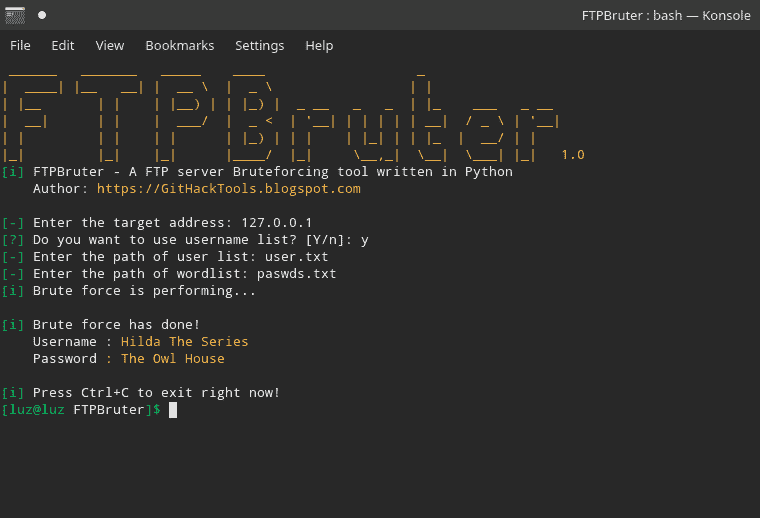 FTPBruter : bash — Konsole
File Edit View Bookmarks Settings Help
FTPBruter 1.0
[i] FTPBruter - A FTP server Bruteforcing tool written in Python
Author: https://GitHackTools.blogspot.com
[-] Enter the target address: 127.0.0.1
[?] Do you want to use username list? [Y/n]: y
[-] Enter the path of user list: user.txt
[-] Enter the path of wordlist: paswds.txt
[i] Brute force is performing...
[i] Brute force has done!
Username : Hilda The Series
Password : The Owl House
[i] Press Ctrl+C to exit right now!
[luz@luz FTPBruter]$